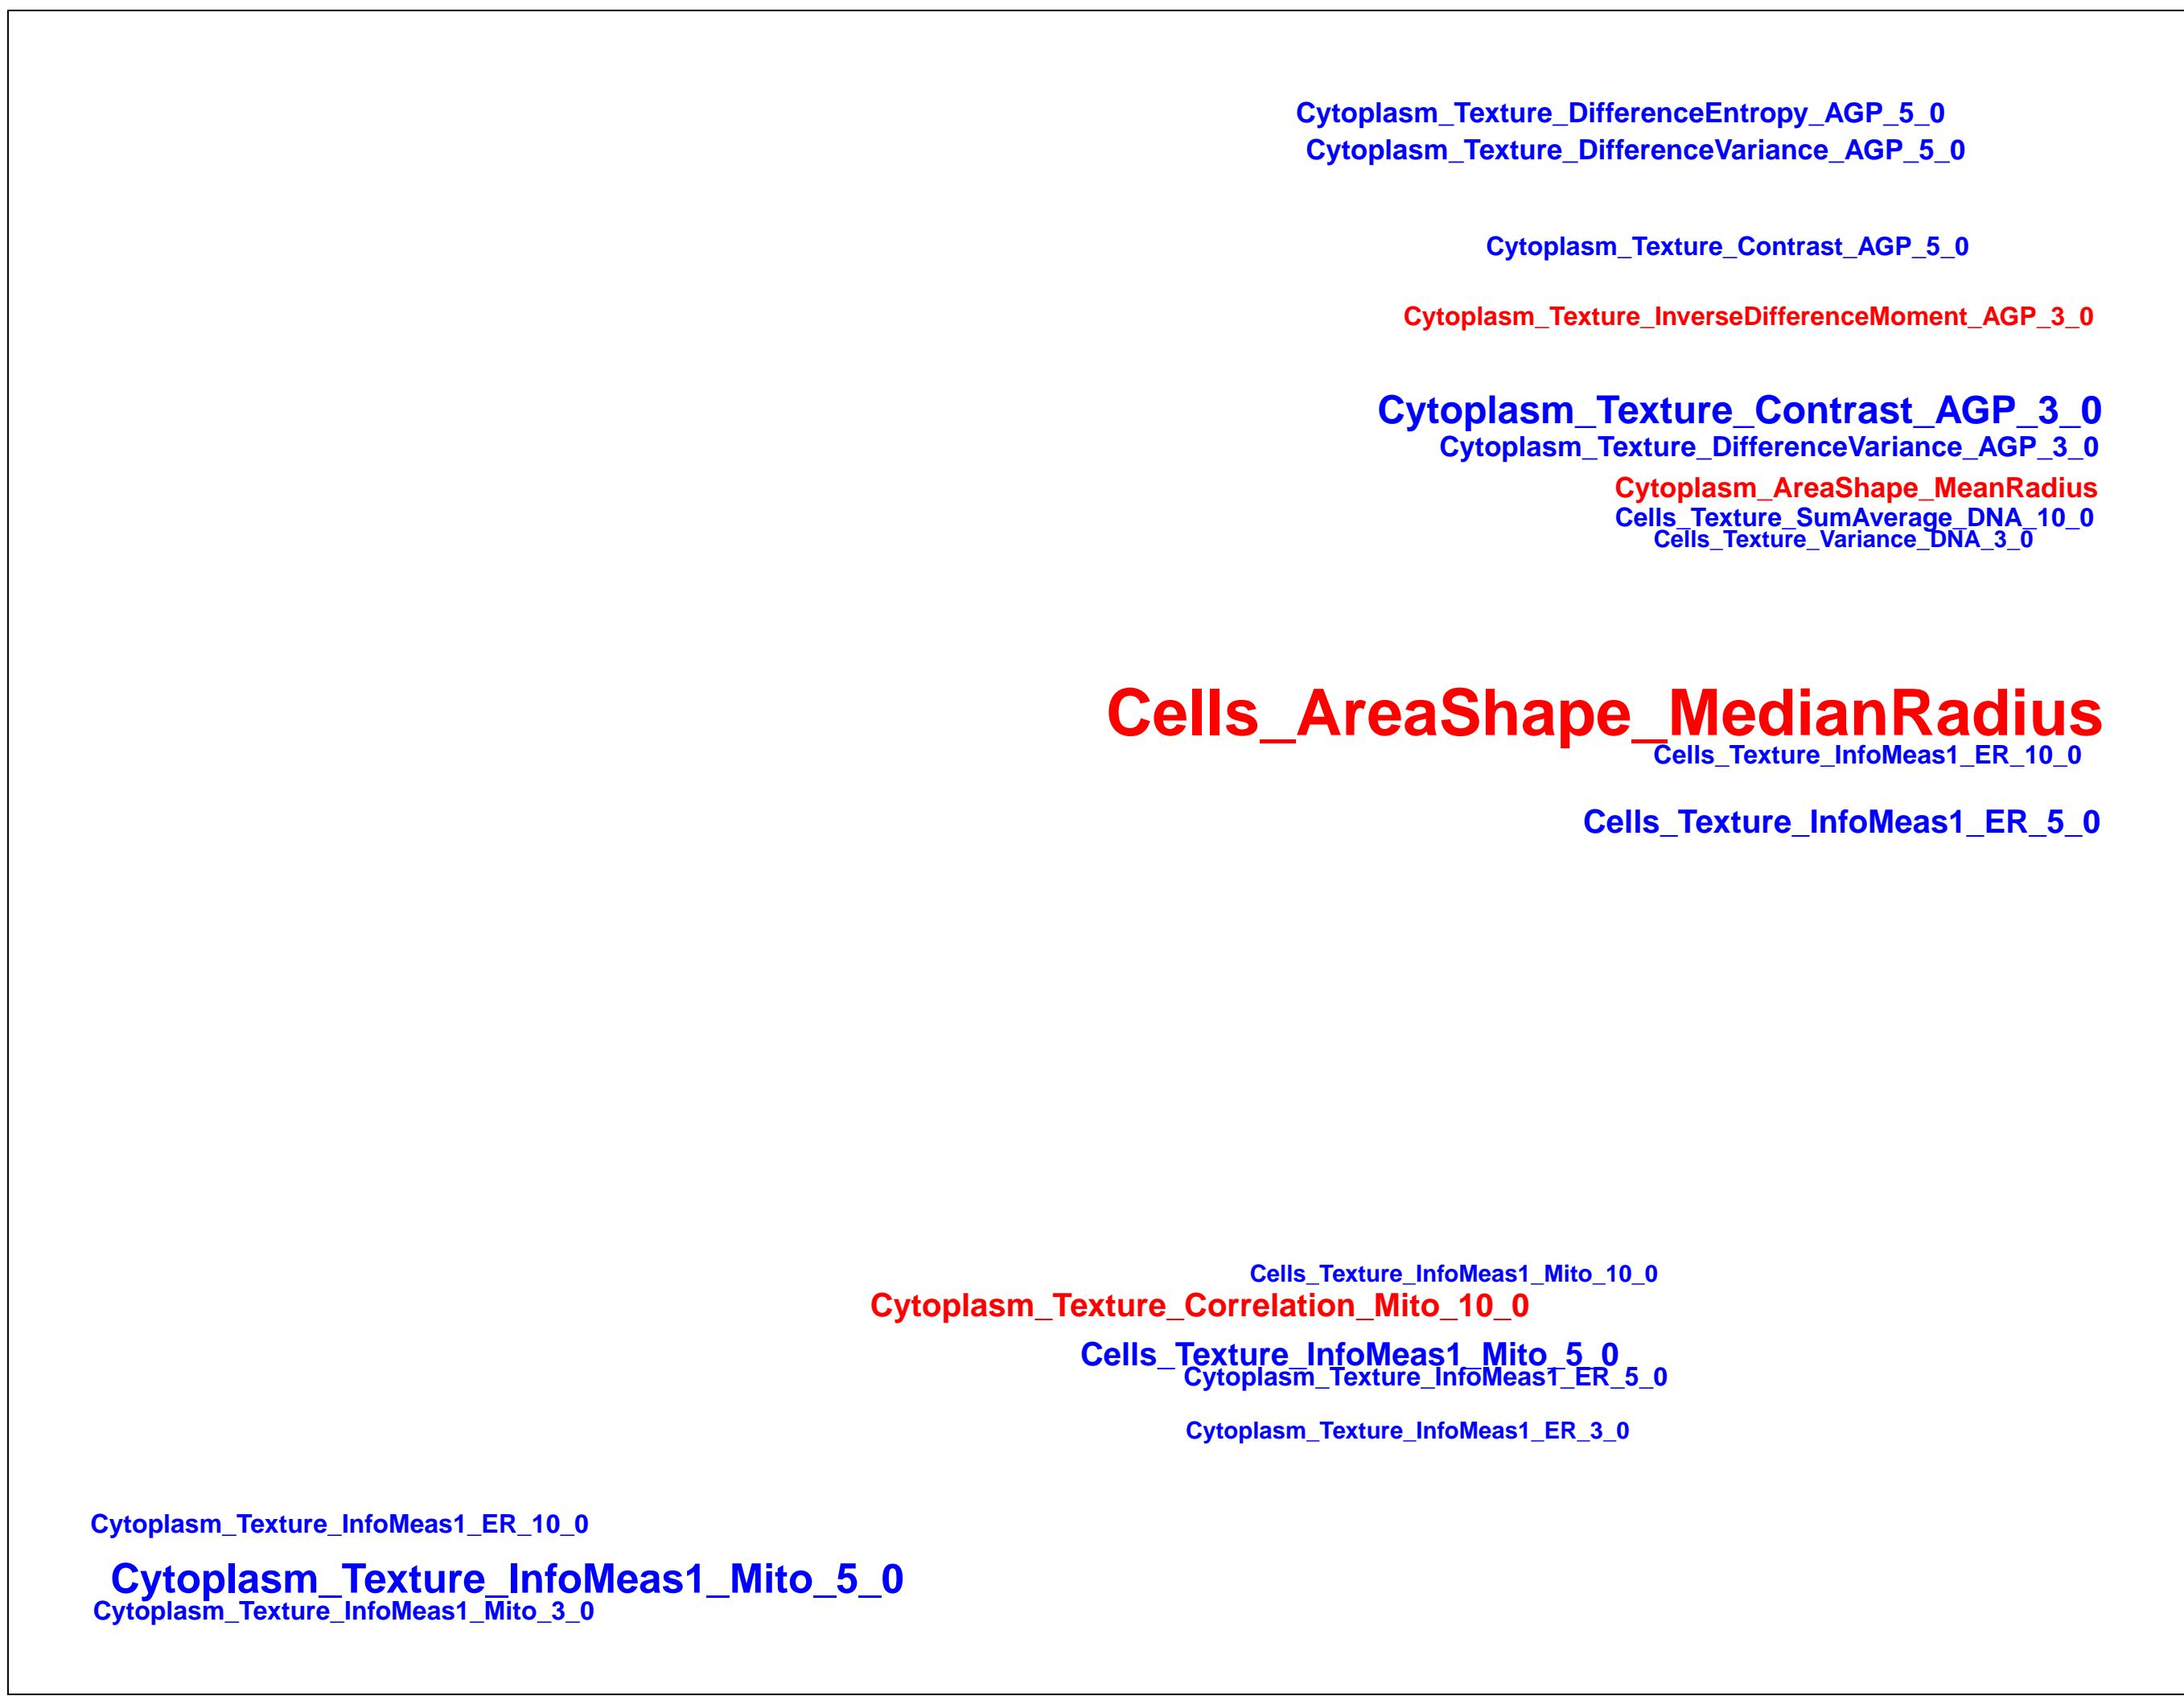 Cytoplasm_Texture_DifferenceEntropy_AGP_5_0
Cytoplasm_Texture_DifferenceVariance_AGP_5_0
Cytoplasm_Texture_Contrast_AGP_5_0
Cytoplasm_Texture_InverseDifferenceMoment_AGP_3_0
Cytoplasm_Texture_Contrast_AGP_3_0
Cytoplasm_Texture_DifferenceVariance_AGP_3_0
Cytoplasm_AreaShape_MeanRadius
Cells_Texture_SumAverage_DNA_10_0
Cells_Texture_Variance_DNA_3_0
Cells_AreaShape_MedianRadius
Cells_Texture_InfoMeas1_ER_10_0
Cells_Texture_InfoMeas1_ER_5_0
Cells_Texture_InfoMeas1_Mito_10_0
Cytoplasm_Texture_Correlation_Mito_10_0
Cells_Texture_InfoMeas1_Mito_5_0
Cytoplasm_Texture_InfoMeas1_ER_5_0
Cytoplasm_Texture_InfoMeas1_ER_3_0
Cytoplasm_Texture_InfoMeas1_ER_10_0
Cytoplasm_Texture_InfoMeas1_Mito_5_0
Cytoplasm_Texture_InfoMeas1_Mito_3_0